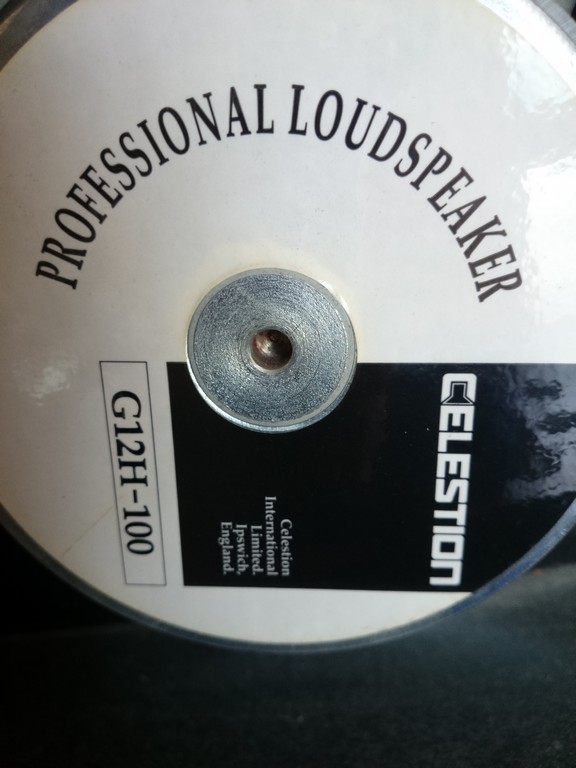 PROFESSIONAL LOUDSPEAKER
CELESTION
Celestion
International
Limited.
Ipswich,
England.
G12H-100